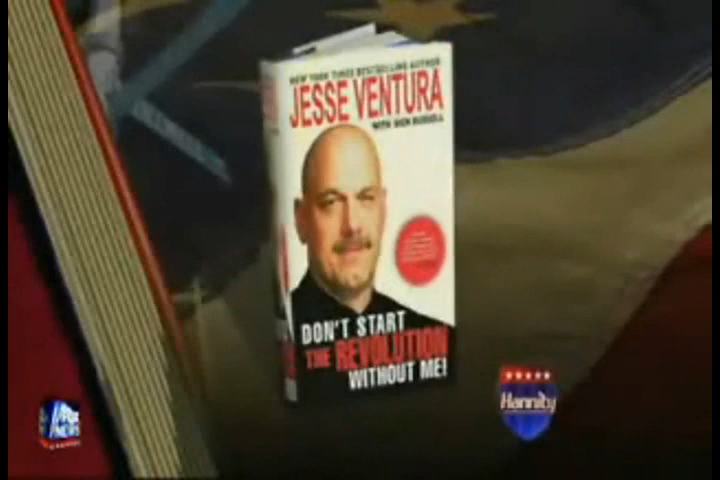 NEW YORK TIMES BESTSELLING AUTHOR
JESSE VENTURA
WITH DICK RUSSELL
DON'T START
THE REVOLUTION
WITHOUT ME!
Hannity
FOX
NEWS